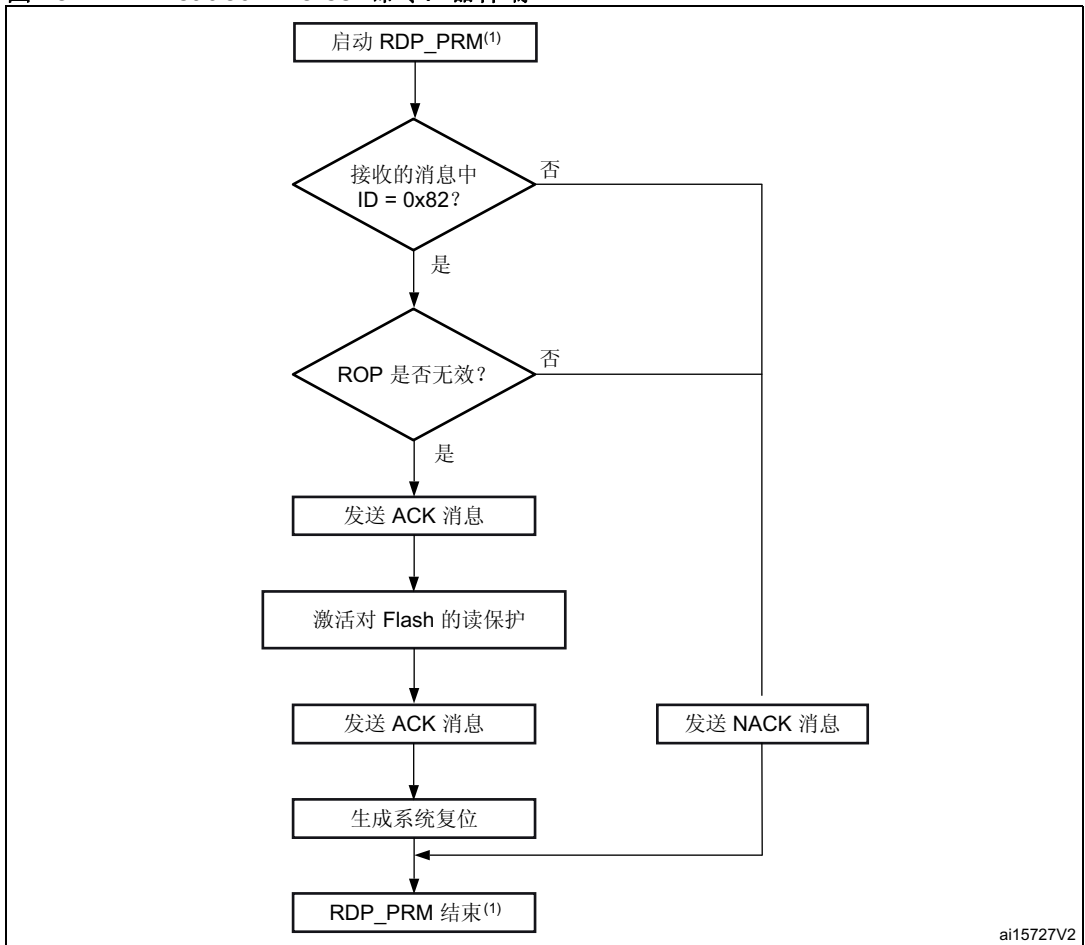 启动 RDP_PRM(1)
接收的消息中
ID = 0x82?
否
是
ROP 是否无效?
否
是
发送 ACK 消息
激活对 Flash 的读保护
发送 ACK 消息
发送 NACK 消息
生成系统复位
RDP_PRM 结束(1)
ai15727V2